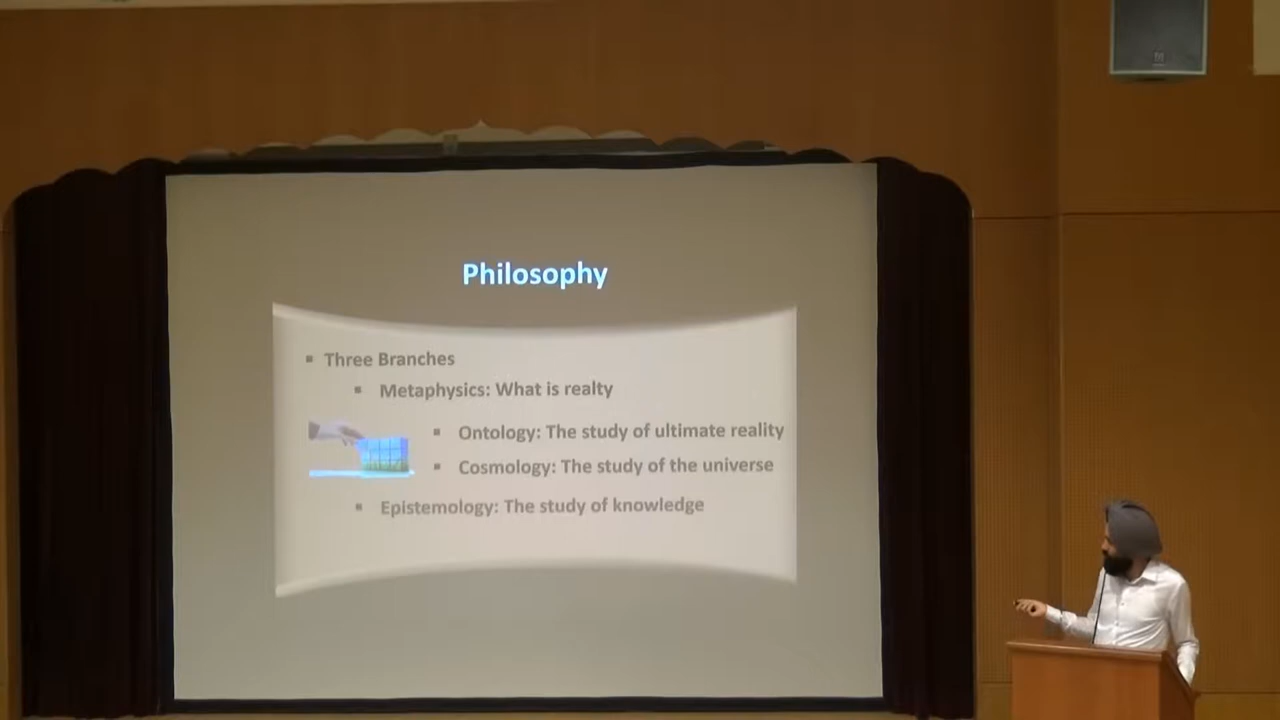 Philosophy
▪ Three Branches
▪ Metaphysics: What is realty
▪ Ontology: The study of ultimate reality
▪ Cosmology: The study of the universe
▪ Epistemology: The study of knowledge